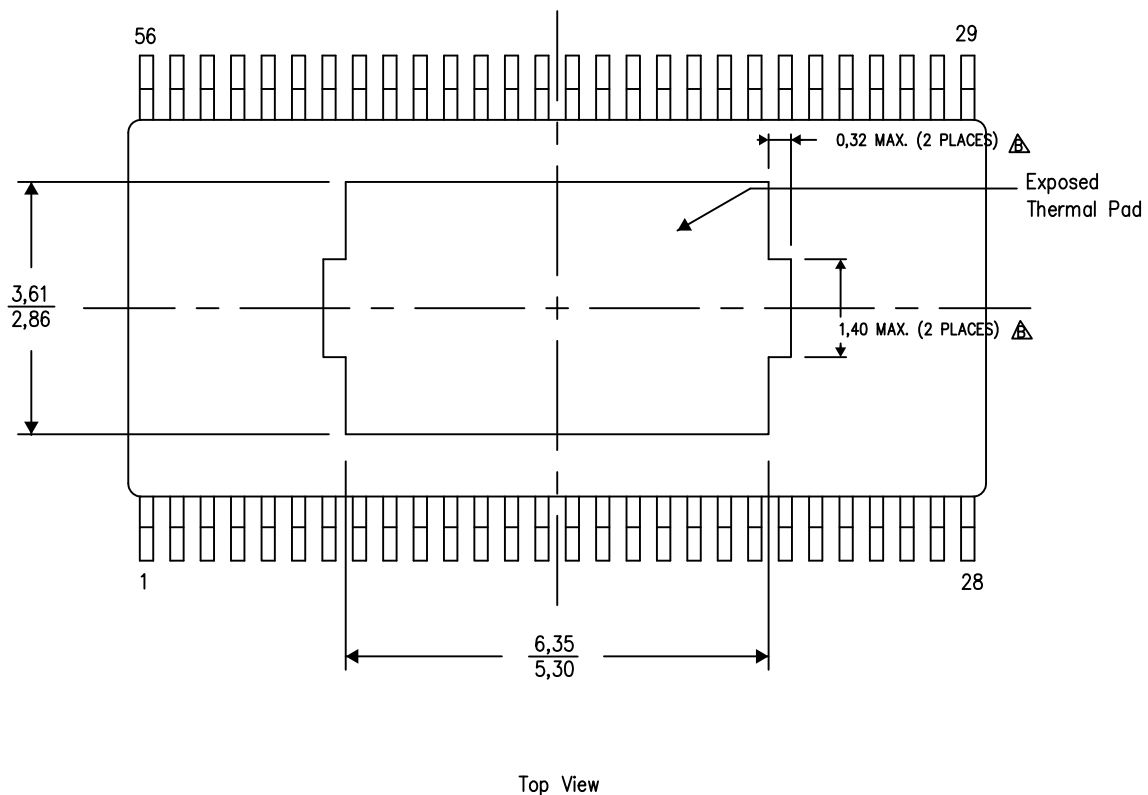 56
29
0,32 MAX. (2 PLACES) B
Exposed
Thermal Pad
3,61
2,86
1,40 MAX. (2 PLACES) B
1
28
6,35
5,30
Top View